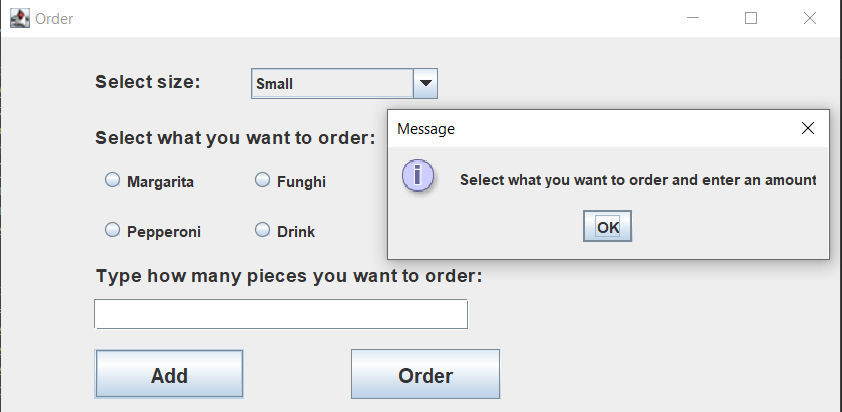 Order
Select size:
Small
Message
Select what you want to order:
Select what you want to order and enter an amount
Margarita
Funghi
OK
Pepperoni
Drink
Type how many pieces you want to order:
Add
Order